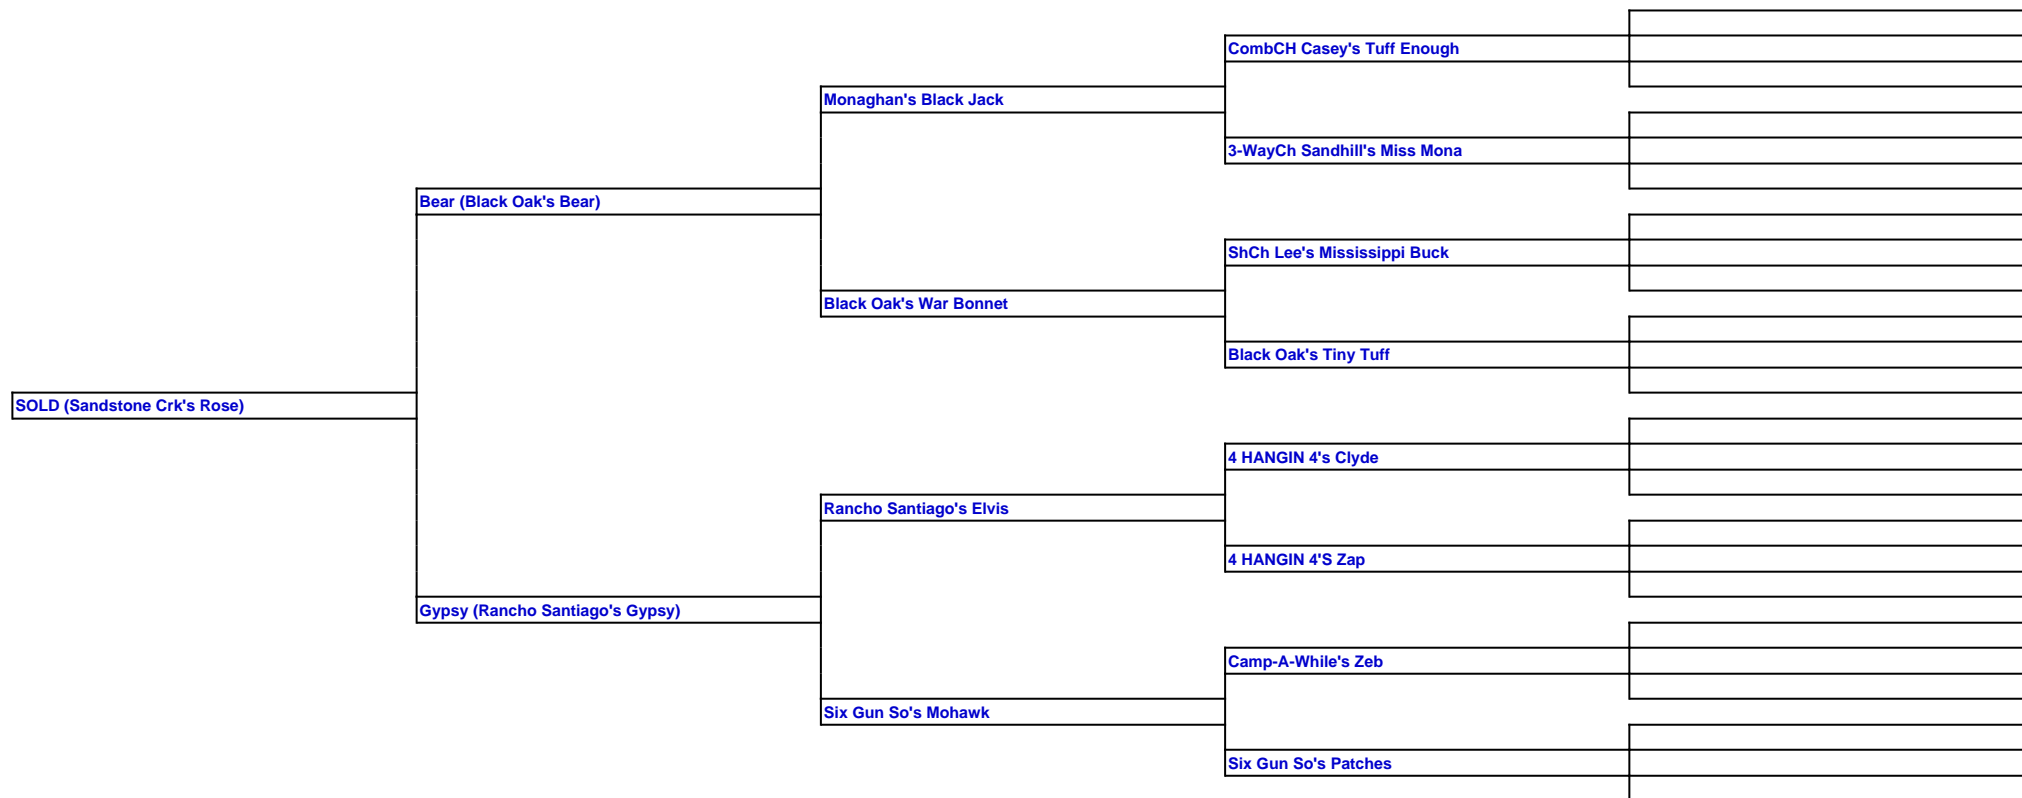 CombCH Casey's Tuff Enough
Monaghan's Black Jack
3-WayCh Sandhill's Miss Mona
Bear (Black Oak's Bear)
ShCh Lee's Mississippi Buck
Black Oak's War Bonnet
Black Oak's Tiny Tuff
SOLD (Sandstone Crk's Rose)
4 HANGIN 4's Clyde
Rancho Santiago's Elvis
4 HANGIN 4'S Zap
Gypsy (Rancho Santiago's Gypsy)
Camp-A-While's Zeb
Six Gun So's Mohawk
Six Gun So's Patches